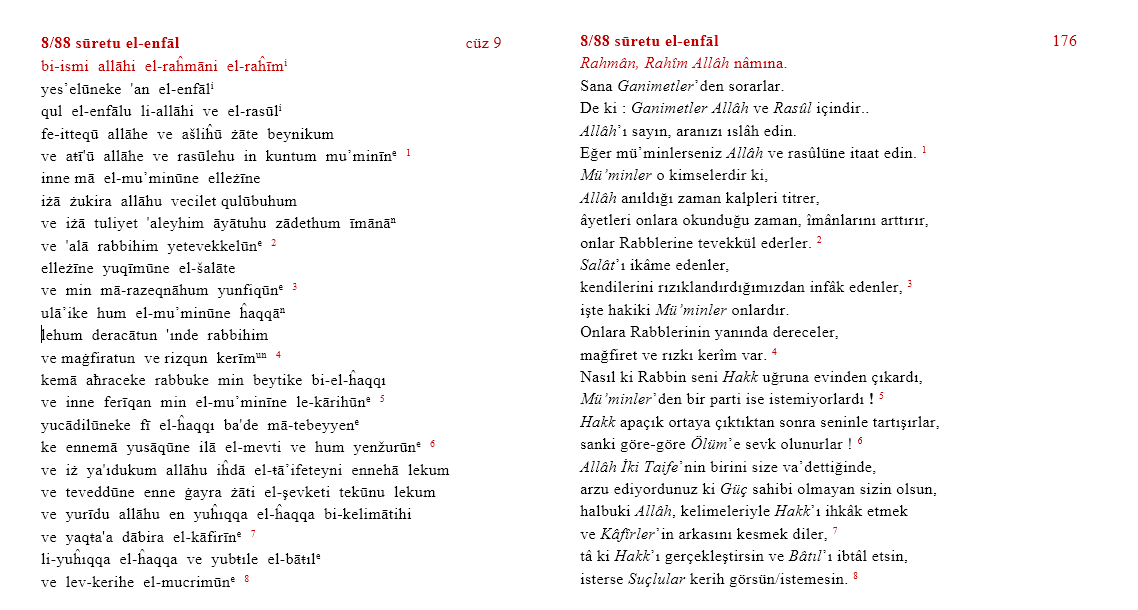 8/88 sūretu el-enfāl
cüz 9
bi-ismi allāhi el-raĥmāni el-raĥīmⁱ
yes’elūneke 'an el-enfālⁱ
qul el-enfālu li-allāhi ve el-rasūlⁱ
fe-itteqū allāhe ve ašliĥū żāte beynikum
ve aŧī'ū allāhe ve rasūlehu in kuntum mu’minīnᵉ 1
inne mā el-mu’minūne elleżīne
iżā żukira allāhu vecilet qulūbuhum
ve iżā tuliyet 'aleyhim āyātuhu zādethum īmānāⁿ
ve 'alā rabbihim yetevekkelūnᵉ 2
elleżīne yuqīmūne el-šalāte
ve min mā-razeqnāhum yunfiqūnᵉ 3
ulā’ike hum el-mu’minūne ĥaqqāⁿ
lehum deracātun 'ınde rabbihim
ve maġfiratun ve rizqun kerīmᵘⁿ 4
kemā aħraceke rabbuke min beytike bi-el-ĥaqqı
ve inne ferīqan min el-mu’minīne le-kārihūnᵉ 5
yucādilūneke fī el-ĥaqqı ba'de mā-tebeyyenᵉ
ke ennemā yusāqūne ilā el-mevti ve hum yenžurūnᵉ 6
ve iż ya'ıdukum allāhu iĥdā el-ŧā’ifeteyni ennehā lekum
ve teveddūne enne ġayra żāti el-şevketi tekūnu lekum
ve yurīdu allāhu en yuĥıqqa el-ĥaqqa bi-kelimātihi
ve yaqŧa'a dābira el-kāfirīnᵉ 7
li-yuĥıqqa el-ĥaqqa ve yubŧıle el-bāŧılᵉ
ve lev-kerihe el-mucrimūnᵉ 8
8/88 sūretu el-enfāl
176
Rahmân, Rahîm Allâh nâmına.
Sana Ganimetler’den sorarlar.
De ki : Ganimetler Allâh ve Rasûl içindir..
Allâh’ı sayın, aranızı ıslâh edin.
Eğer mü’minlerseniz Allâh ve rasûlüne itaat edin. 1
Mü’minler o kimselerdir ki,
Allâh anıldığı zaman kalpleri titrer,
âyetleri onlara okunduğu zaman, îmânlarını arttırır,
onlar Rabblerine tevekkül ederler. 2
Salât’ı ikâme edenler,
kendilerini rızıklandırdığımızdan infâk edenler, 3
işte hakiki Mü’minler onlardır.
Onlara Rabblerinin yanında dereceler,
mağfiret ve rızkı kerîm var. 4
Nasıl ki Rabbin seni Hakk uğruna evinden çıkardı,
Mü’minler’den bir parti ise istemiyorlardı ! 5
Hakk apaçık ortaya çıktıktan sonra seninle tartışırlar,
sanki göre-göre Ölüm’e sevk olunurlar ! 6
Allâh İki Taife’nin birini size va’dettiğinde,
arzu ediyordunuz ki Güç sahibi olmayan sizin olsun,
halbuki Allâh, kelimeleriyle Hakk’ı ihkâk etmek
ve Kâfirler’in arkasını kesmek diler, 7
tâ ki Hakk’ı gerçekleştirsin ve Bâtıl’ı ibtâl etsin,
isterse Suçlular kerih görsün/istemesin. 8